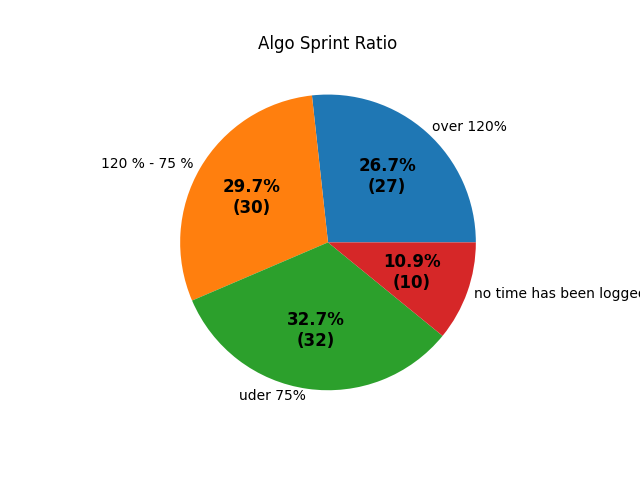 Algo Sprint Ratio
over 120%
26.7%
(27)
120 % - 75 %
29.7%
(30)
10.9%
(10)
no time has been logged
32.7%
(32)
uder 75%